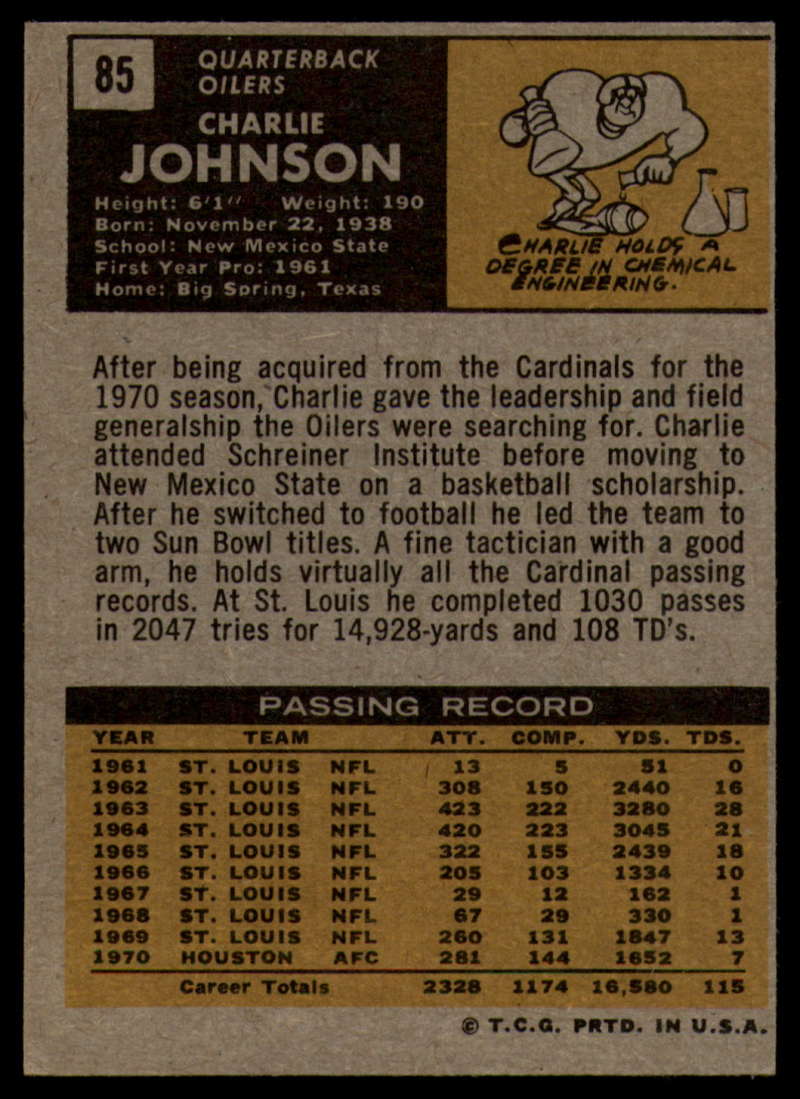 85
QUARTERBACK
OILERS
CHARLIE
JOHNSON
Height: 6'1" Weight: 190
Born: November 22, 1938
School: New Mexico State
First Year Pro: 1961
Home: Big Spring, Texas
CHARLIE HOLDS A
DEGREE IN CHEMICAL
ENGINEERING.
After being acquired from the Cardinals for the
1970 season, Charlie gave the leadership and field
generalship the Oilers were searching for. Charlie
attended Schreiner Institute before moving to
New Mexico State on a basketball scholarship.
After he switched to football he led the team to
two Sun Bowl titles. A fine tactician with a good
arm, he holds virtually all the Cardinal passing
records. At St. Louis he completed 1030 passes
in 2047 tries for 14,928-yards and 108 TD's.
PASSING RECORD
YEAR TEAM ATT. COMP. YDS. TDS.
1961 ST. LOUIS NFL 13 5 51 0
1962 ST. LOUIS NFL 308 150 2440 16
1963 ST. LOUIS NFL 423 222 3280 28
1964 ST. LOUIS NFL 420 223 3045 21
1965 ST. LOUIS NFL 322 155 2439 18
1966 ST. LOUIS NFL 205 103 1334 10
1967 ST. LOUIS NFL 29 12 162 1
1968 ST. LOUIS NFL 67 29 330 1
1969 ST. LOUIS NFL 260 131 1847 13
1970 HOUSTON AFC 281 144 1652 7
Career Totals 2328 1174 16,580 115
© T.C.G. PRTD. IN U.S.A.